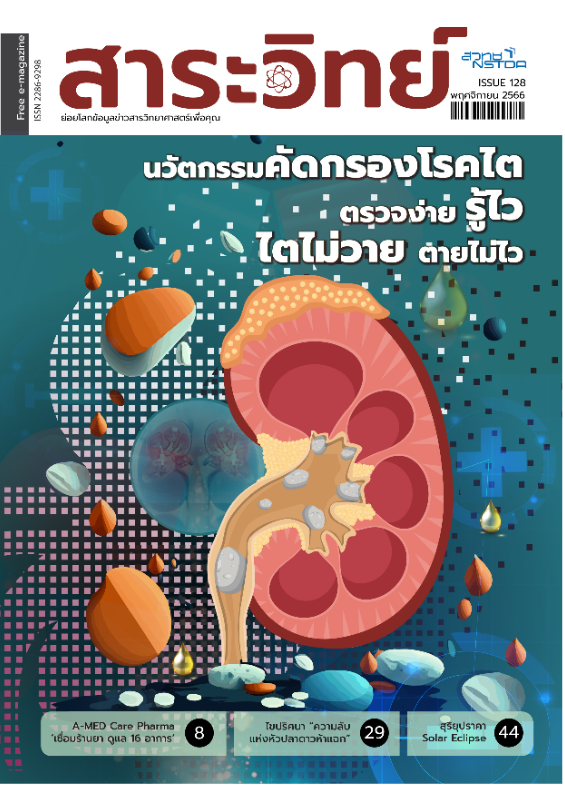 Free e-magazine
ISSN 2286-9298
สาระวิทย์
สวทช
NSTDA
ISSUE 128
พฤศจิกายน 2566
ย่อยโลกข้อมูลข่าวสารวิทยาศาสตร์เพื่อคุณ
นวัตกรรมคัดกรองโรคไต
ตรวจง่าย รู้ไว
ไตไม่วาย ตายไม่ไว
A-MED Care Pharma
‘เชื่อมร้านยา ดูแล 16 อาการ’
8
ไขปริศนา “ความลับ
แห่งหัวปลาดาวห้าแฉก”
29
สุริยุปราคา
Solar Eclipse
44